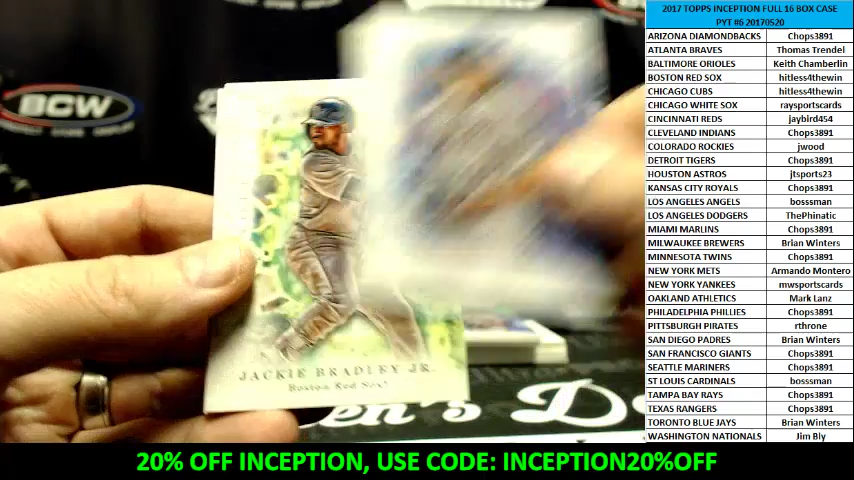 BCW
JACKIE BRADLEY JR.
Boston Red Sox
2017 TOPPS INCEPTION FULL 16 BOX CASE
PYT #6 20170520
ARIZONA DIAMONDBACKS Chops3891
ATLANTA BRAVES Thomas Trendel
BALTIMORE ORIOLES Keith Chamberlin
BOSTON RED SOX hitless4thewin
CHICAGO CUBS hitless4thewin
CHICAGO WHITE SOX raysportscards
CINCINNATI REDS jaybird454
CLEVELAND INDIANS Chops3891
COLORADO ROCKIES jwood
DETROIT TIGERS Chops3891
HOUSTON ASTROS jtsports23
KANSAS CITY ROYALS Chops3891
LOS ANGELES ANGELS bosssman
LOS ANGELES DODGERS ThePhinatic
MIAMI MARLINS Chops3891
MILWAUKEE BREWERS Brian Winters
MINNESOTA TWINS Chops3891
NEW YORK METS Armando Montero
NEW YORK YANKEES mwsportscards
OAKLAND ATHLETICS Mark Lanz
PHILADELPHIA PHILLIES Chops3891
PITTSBURGH PIRATES rthrone
SAN DIEGO PADRES Brian Winters
SAN FRANCISCO GIANTS Chops3891
SEATTLE MARINERS Chops3891
ST LOUIS CARDINALS bosssman
TAMPA BAY RAYS Chops3891
TEXAS RANGERS Chops3891
TORONTO BLUE JAYS Brian Winters
WASHINGTON NATIONALS Jim Bly
20% OFF INCEPTION, USE CODE: INCEPTION20%OFF